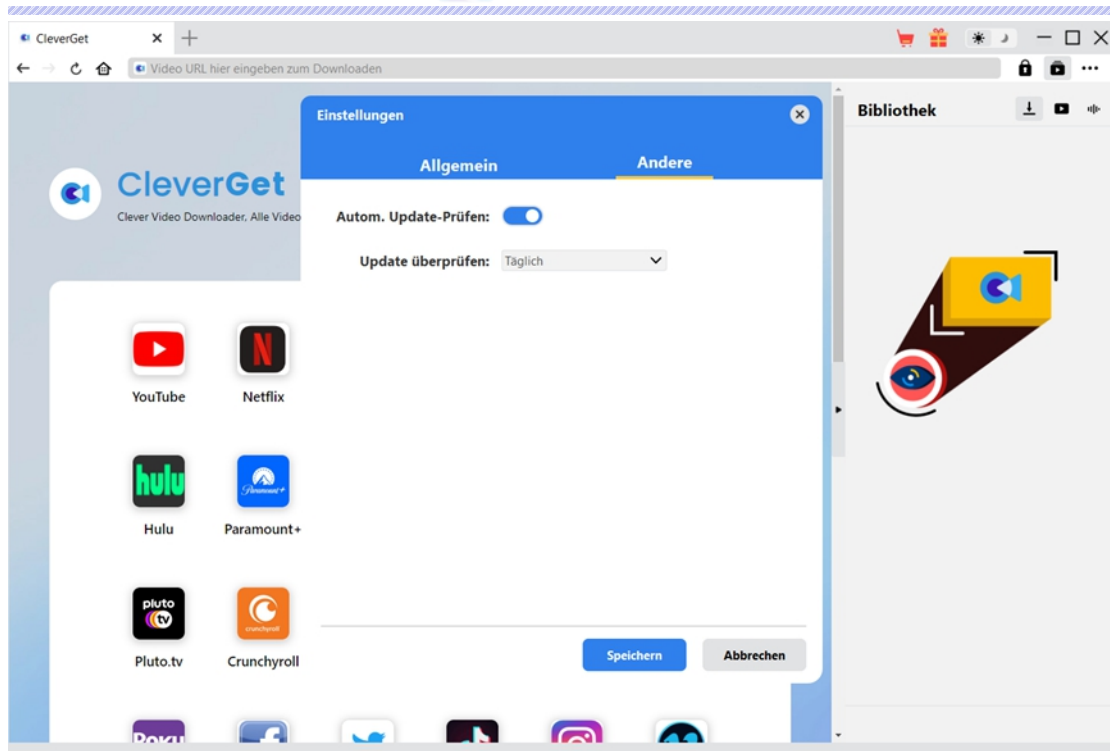 CleverGet
Video URL hier eingeben zum Downloaden
Einstellungen
Bibliothek
Allgemein
Andere
CleverGet
Clever Video Downloader, Alle Video
Autom. Update-Prüfen:
Update überprüfen:
Täglich
N
YouTube
Netflix
hulu
Paramount+
Hulu
Paramount+
pluto
tv
crunchyroll
Pluto.tv
Crunchyroll
Speichern
Abbrechen
Roku